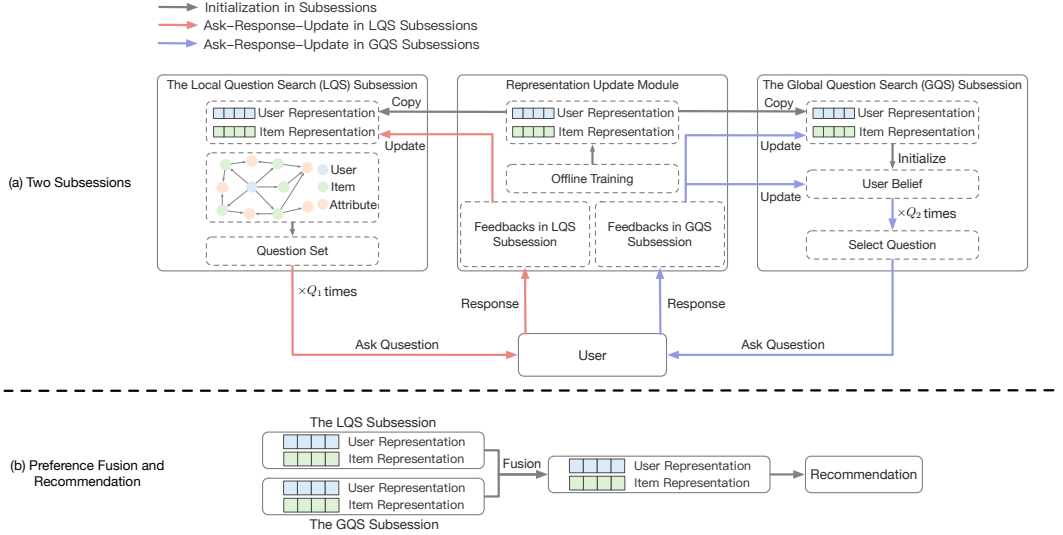 Initialization in Subsessions
Ask-Response-Update in LQS Subsessions
Ask-Response-Update in GQS Subsessions
(a) Two Subsessions
The Local Question Search (LQS) Subsession
User Representation
Item Representation
Copy
Update
User
Item
Attribute
Question Set
×Q1 times
Representation Update Module
User Representation
Item Representation
Offline Training
Feedbacks in LQS
Subsession
Feedbacks in GQS
Subsession
Response
Response
The Global Question Search (GQS) Subsession
Copy
User Representation
Item Representation
Update
Initialize
User Belief
Update
×Q2 times
Select Question
Ask Qusestion
User
Ask Qusestion
(b) Preference Fusion and
Recommendation
The LQS Subsession
User Representation
Item Representation
User Representation
Item Representation
The GQS Subsession
Fusion
User Representation
Item Representation
Recommendation